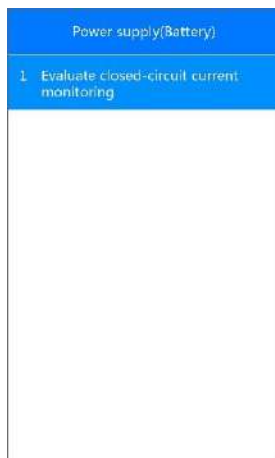 Power supply(Battery)
1 Evaluate closed-circuit current
monitoring